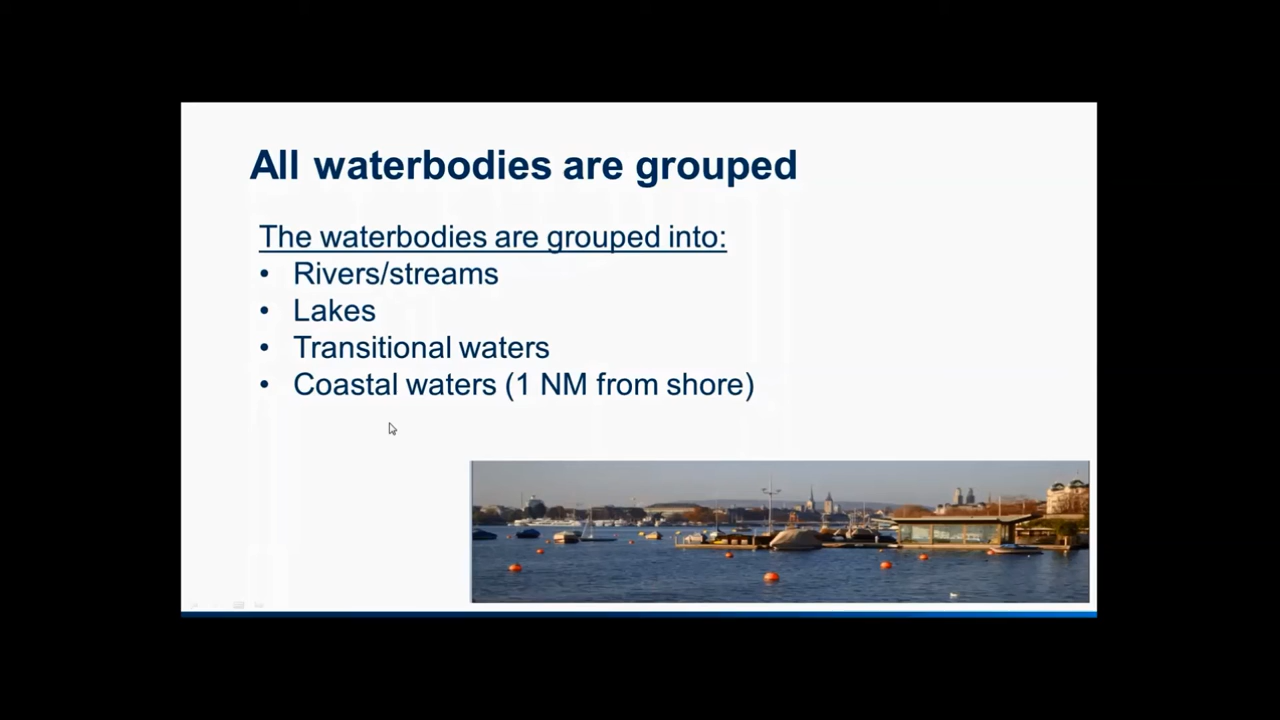 All waterbodies are grouped
The waterbodies are grouped into:
• Rivers/streams
• Lakes
• Transitional waters
• Coastal waters (1 NM from shore)